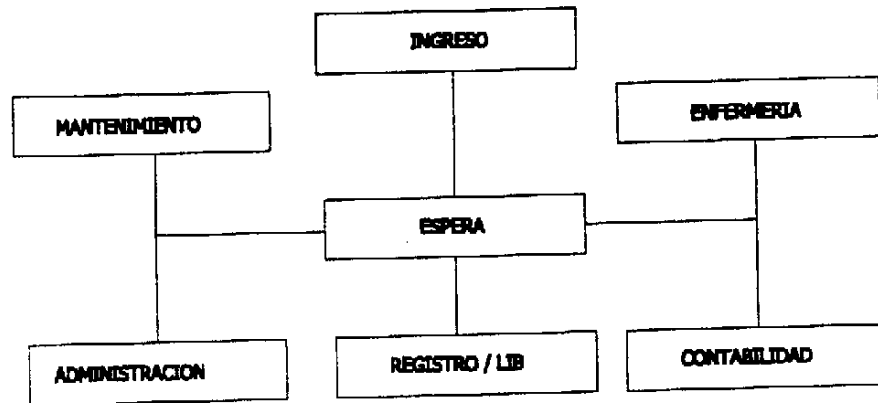 INGRESO
MANTENIMIENTO
ENFERMERIA
ESPERA
ADMINISTRACION
REGISTRO / LIB
CONTABILIDAD